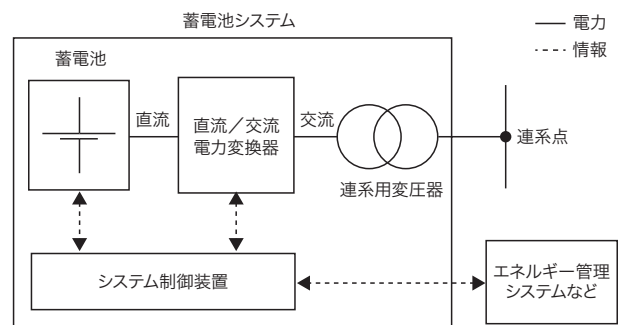 蓄電池システム
電力
情報
蓄電池
直流
直流／交流
電力変換器
交流
連系用変圧器
連系点
システム制御装置
エネルギー管理
システムなど